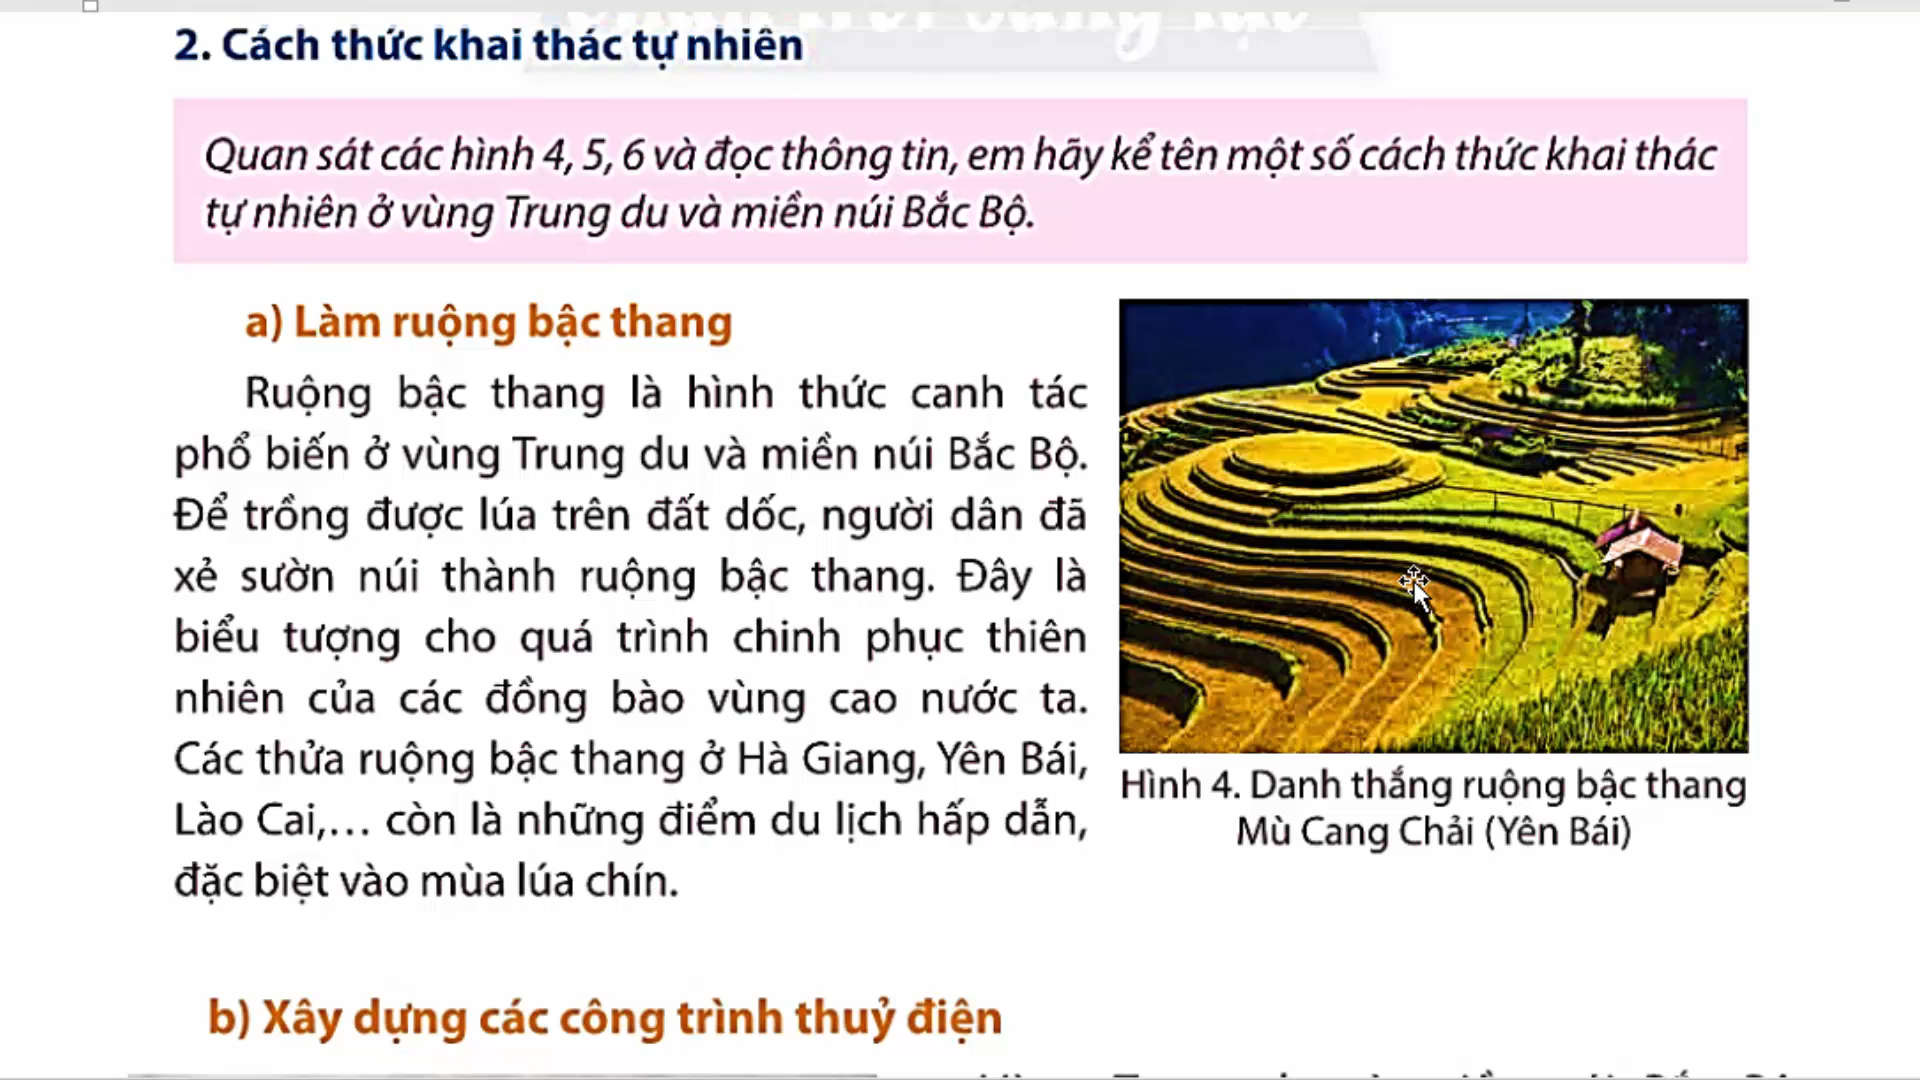 2. Cách thức khai thác tự nhiên
Quan sát các hình 4, 5, 6 và đọc thông tin, em hãy kể tên một số cách thức khai thác
tự nhiên ở vùng Trung du và miền núi Bắc Bộ.
a) Làm ruộng bậc thang
Ruộng bậc thang là hình thức canh tác
phổ biến ở vùng Trung du và miền núi Bắc Bộ.
Để trồng được lúa trên đất dốc, người dân đã
xẻ sườn núi thành ruộng bậc thang. Đây là
biểu tượng cho quá trình chinh phục thiên
nhiên của các đồng bào vùng cao nước ta.
Các thửa ruộng bậc thang ở Hà Giang, Yên Bái,
Lào Cai,... còn là những điểm du lịch hấp dẫn,
đặc biệt vào mùa lúa chín.
Hình 4. Danh thắng ruộng bậc thang
Mù Cang Chải (Yên Bái)
b) Xây dựng các công trình thuỷ điện